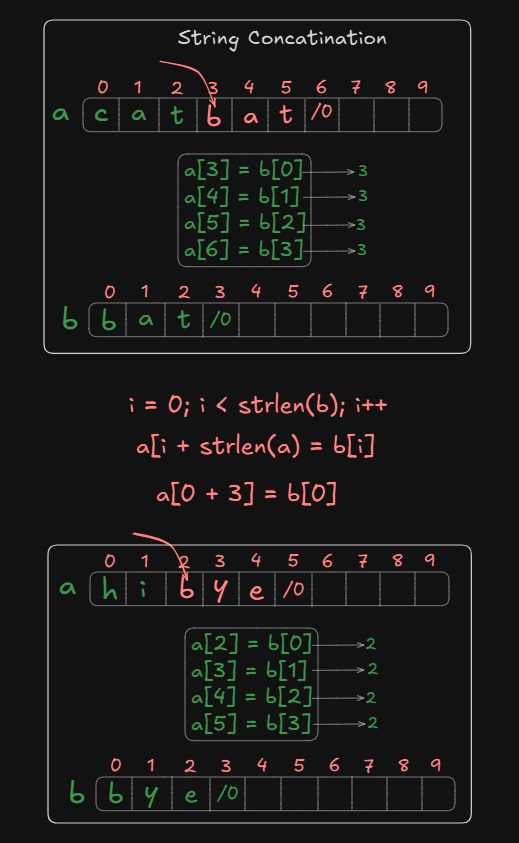 String Concatination
0 1 2 3 4 5 6 7 8 9
a c a t b a t /0
a[3] = b[0] 3
a[4] = b[1] 3
a[5] = b[2] 3
a[6] = b[3] 3
0 1 2 3 4 5 6 7 8 9
b b a t /0
i = 0; i < strlen(b); i++
a[i + strlen(a) = b[i]
a[0 + 3] = b[0]
0 1 2 3 4 5 6 7 8 9
a h i b y e /0
a[2] = b[0] 2
a[3] = b[1] 2
a[4] = b[2] 2
a[5] = b[3] 2
0 1 2 3 4 5 6 7 8 9
b b y e /0